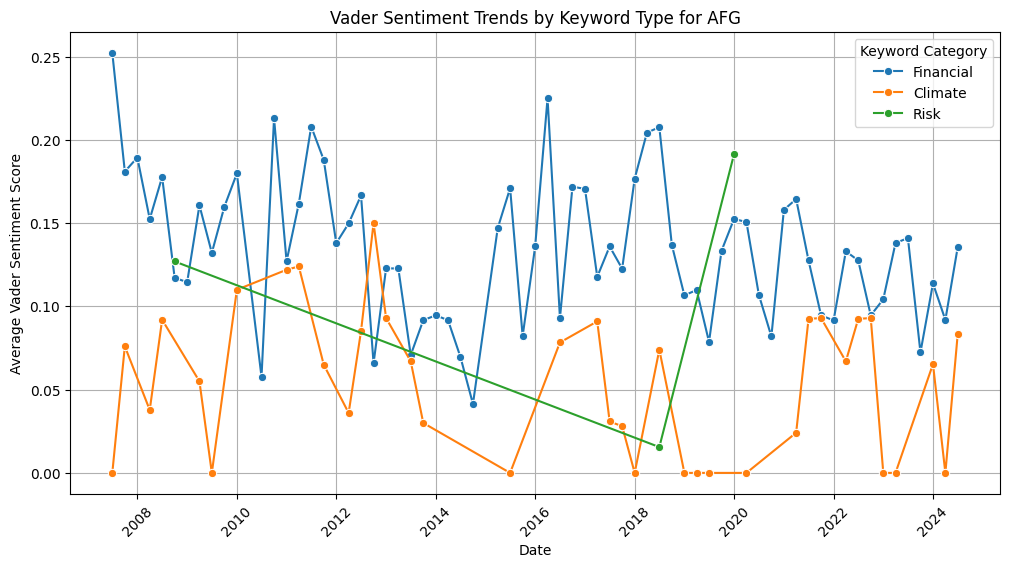 Vader Sentiment Trends by Keyword Type for AFG
Keyword Category
Financial
Climate
Risk
Average Vader Sentiment Score
0.25
0.20
0.15
0.10
0.05
0.00
2008
2010
2012
2014
2016
2018
2020
2022
2024
Date